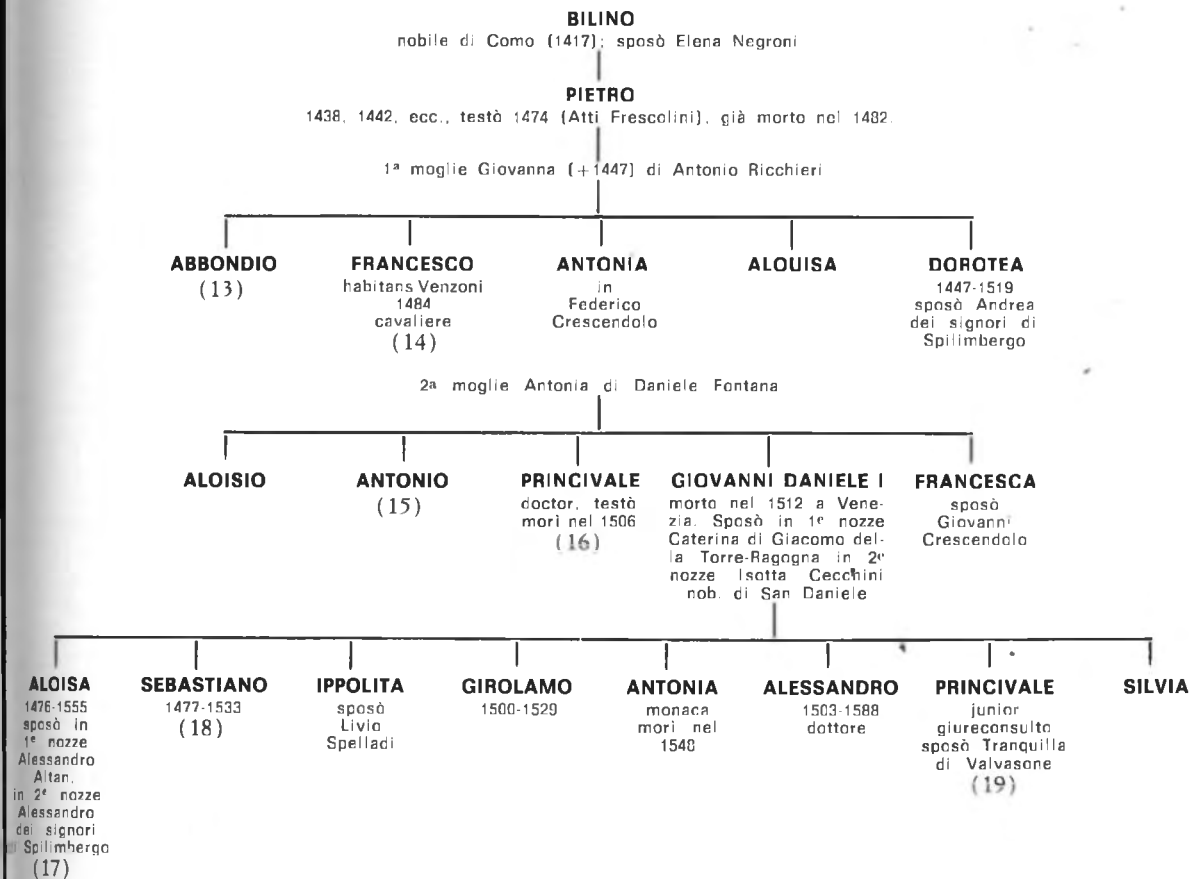 BILINO
nobile di Como (1417); sposò Elena Negroni
PIETRO
1438, 1442, ecc., testò 1474 (Atti Frescolini), già morto nel 1482.
1ª moglie Giovanna (+1447) di Antonio Ricchieri
ABBONDIO
(13)
FRANCESCO
habitans Venzoni
1484
cavaliere
(14)
ANTONIA
in
Federico
Crescendolo
ALOUISA
DOROTEA
1447-1519
sposò Andrea
dei signori di
Spilimbergo
2ª moglie Antonia di Daniele Fontana
ALOISIO
ANTONIO
(15)
PRINCIVALE
doctor, testò
morì nel 1506
(16)
GIOVANNI DANIELE I
morto nel 1512 a Vene-
zia. Sposò in 1ᵉ nozze
Caterina di Giacomo del-
la Torre-Ragogna in 2ᵉ
nozze Isotta Cecchini
nob. di San Daniele
FRANCESCA
sposò
Giovanni
Crescendolo
ALOISA
1476-1555
sposò in
1ᵉ nozze
Alessandro
Altan,
in 2ᵉ nozze
Alessandro
dei signori
di Spilimbergo
(17)
SEBASTIANO
1477-1533
(18)
IPPOLITA
sposò
Livio
Spelladi
GIROLAMO
1500-1529
ANTONIA
monaca
morì nel
1548
ALESSANDRO
1503-1588
dottore
PRINCIVALE
junior
giureconsulto
sposò Tranquilla
di Valvasone
(19)
SILVIA